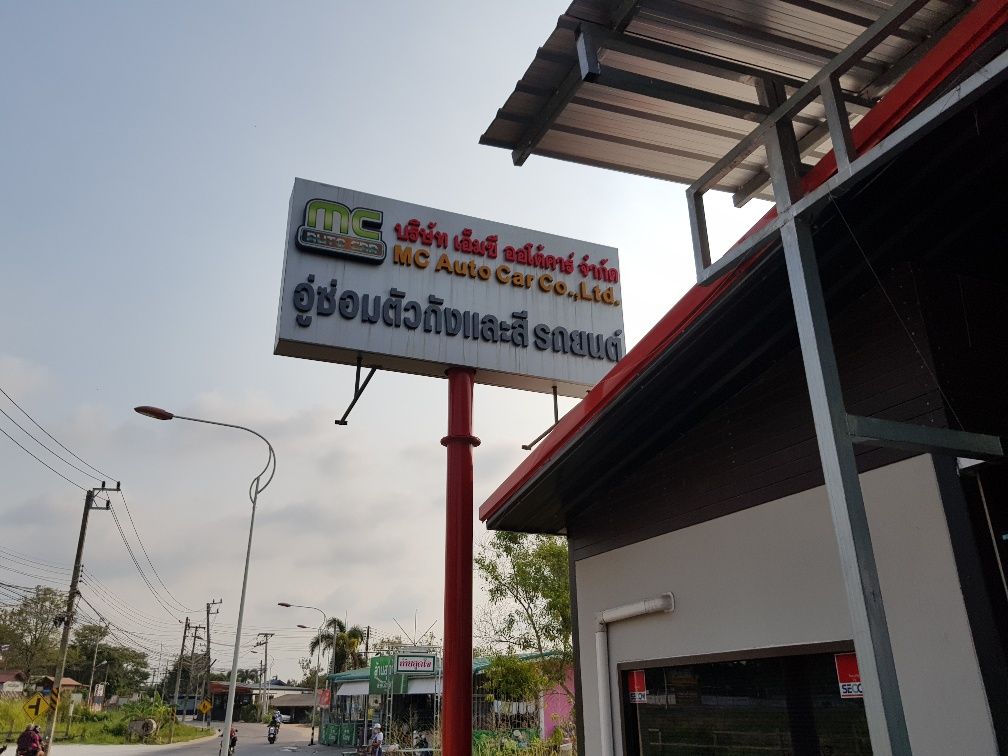 MC
AUTO CAR
บริษัท เอ็มซี ออโต้คาร์ จำกัด
MC Auto Car Co.,Ltd.
อู่ซ่อมตัวถังและสี รถยนต์